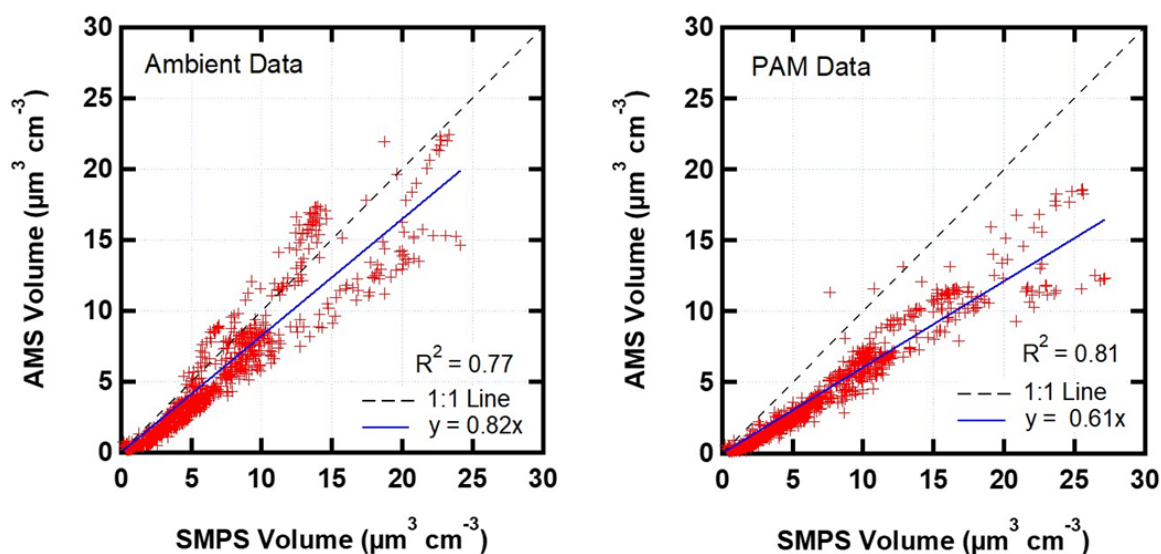 Ambient Data
AMS Volume (µm³ cm⁻³)
30
25
20
15
10
5
0
R² = 0.77
1:1 Line
y = 0.82x
0 5 10 15 20 25 30
SMPS Volume (µm³ cm⁻³)
PAM Data
AMS Volume (µm³ cm⁻³)
30
25
20
15
10
5
0
R² = 0.81
1:1 Line
y = 0.61x
0 5 10 15 20 25 30
SMPS Volume (µm³ cm⁻³)